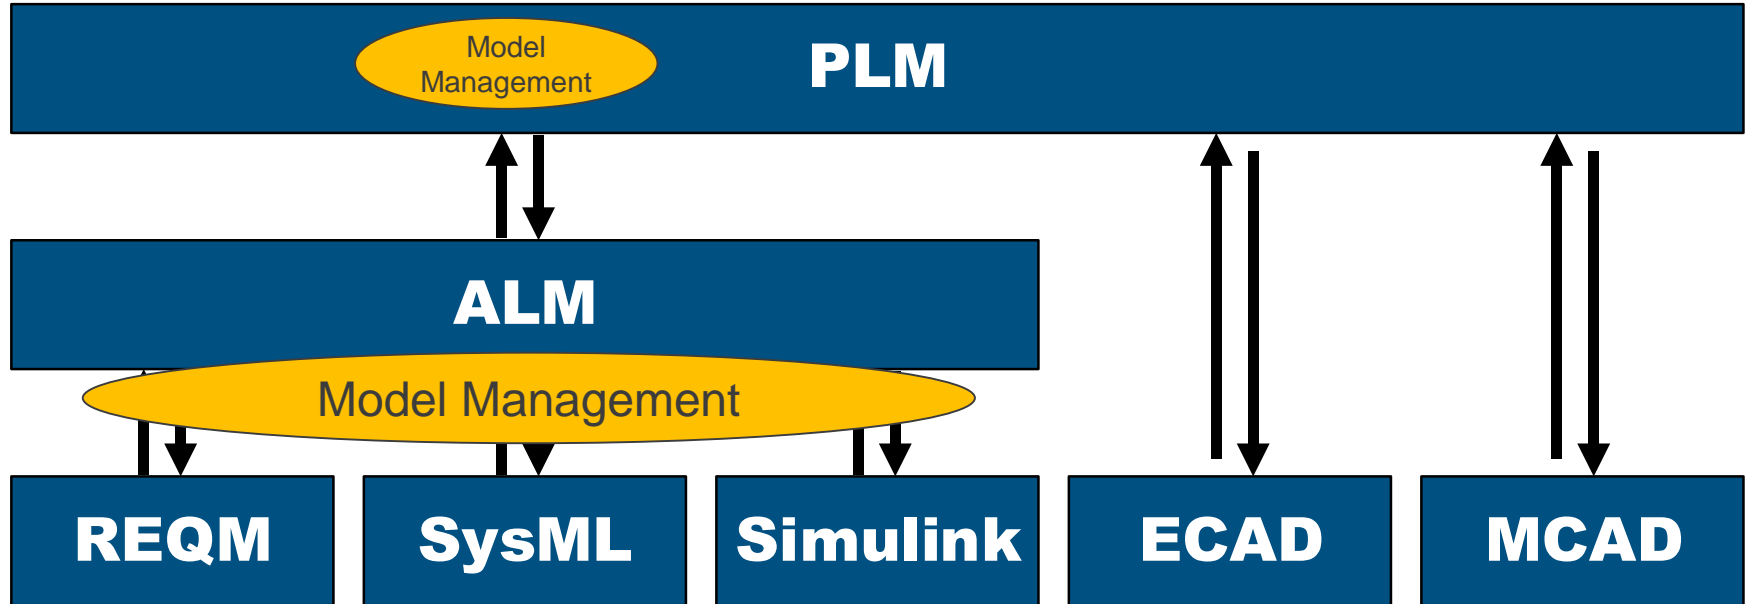 Model
Management
PLM
ALM
Model Management
REQM
SysML
Simulink
ECAD
MCAD